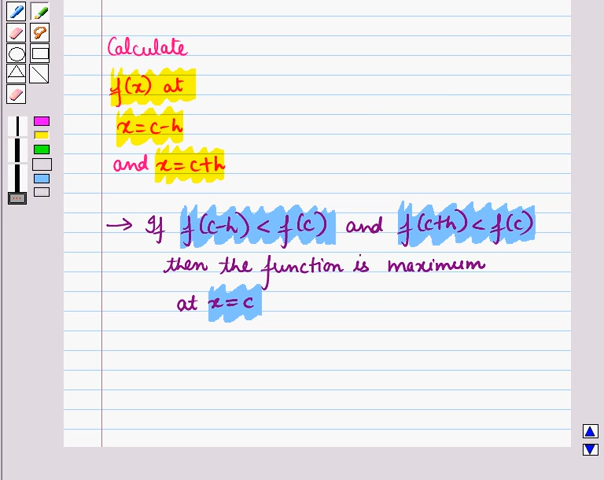 Calculate
f(x) at
x=c-h
and x=c+h
→ If f(c-h) < f(c) and f(c+h) < f(c)
then the function is maximum
at x=c